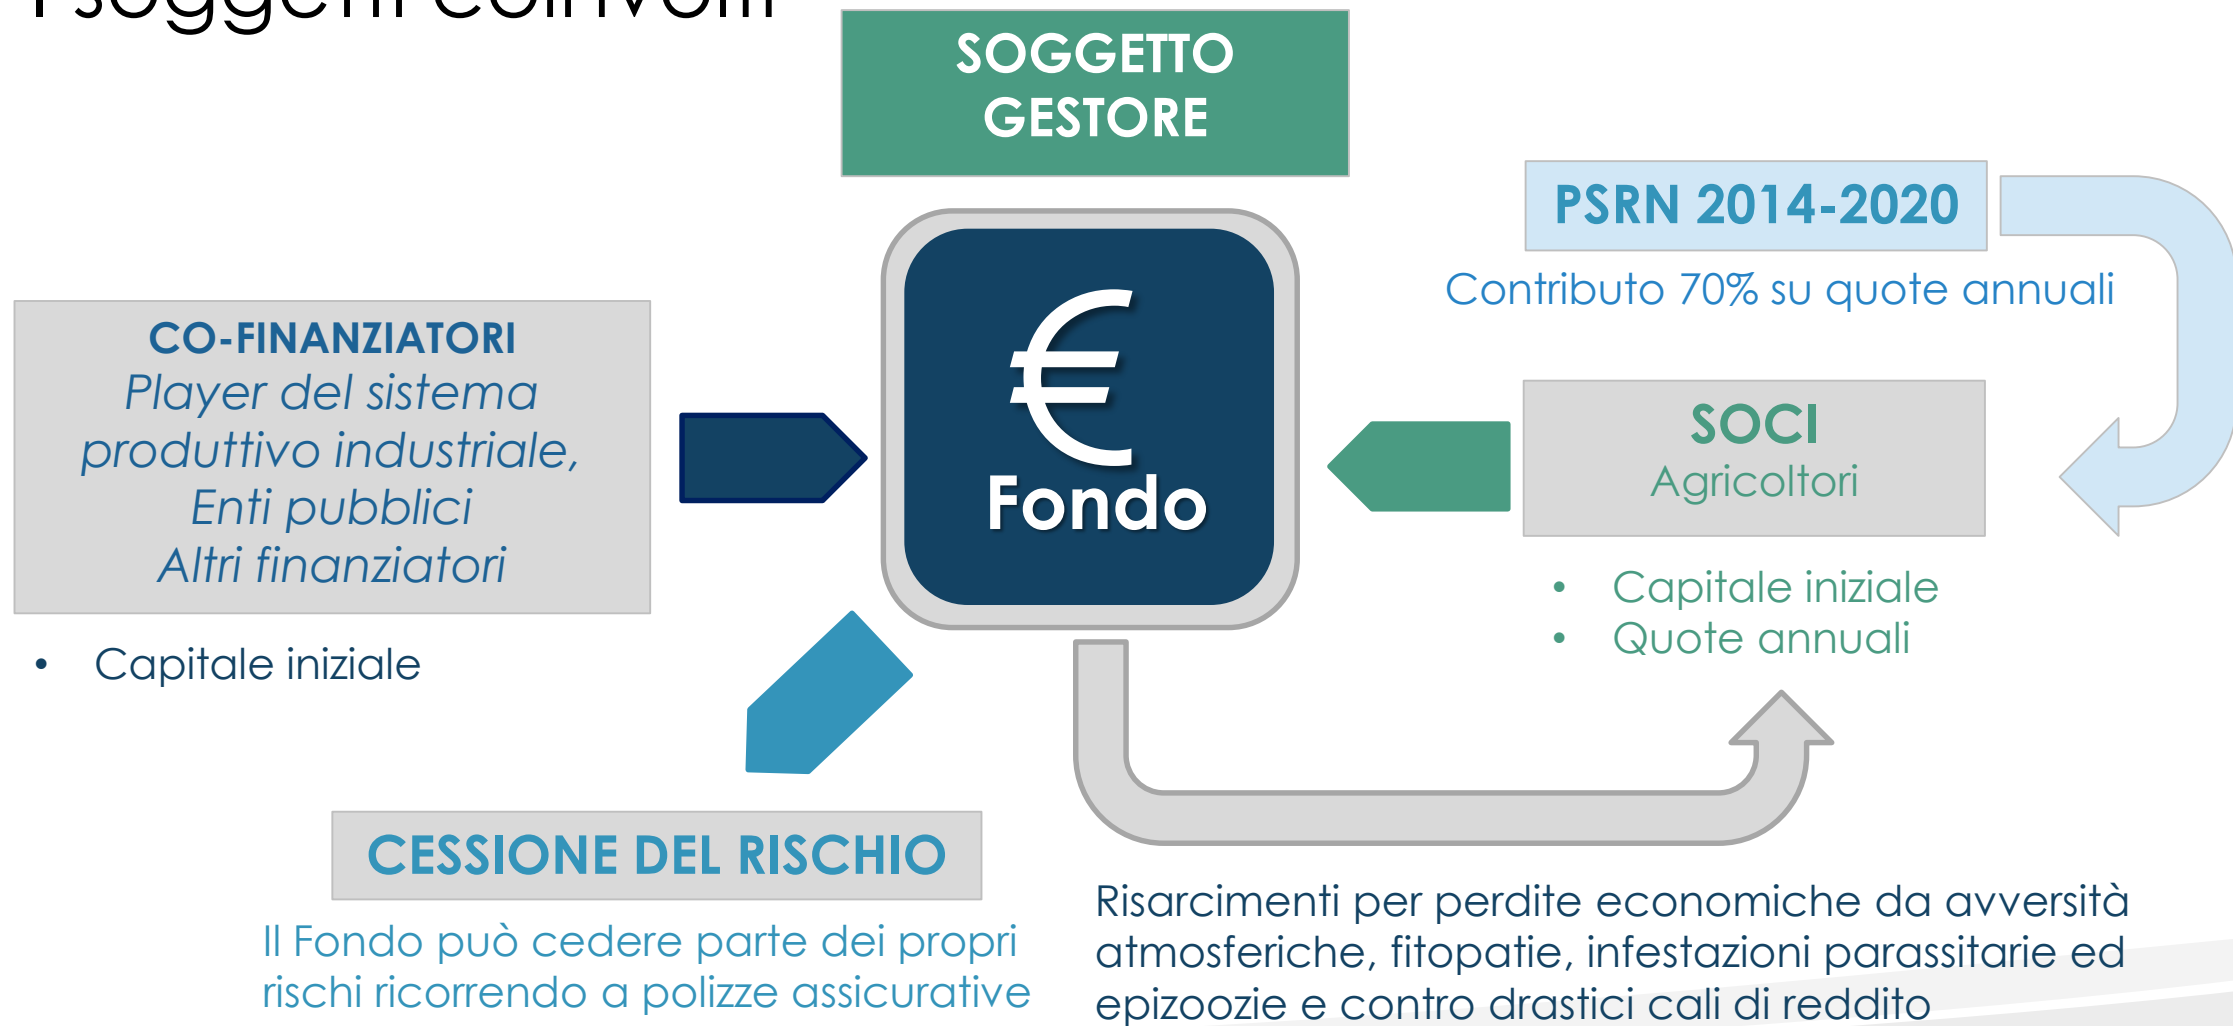 I soggetti coinvolti
SOGGETTO
GESTORE
PSRN 2014-2020
Contributo 70% su quote annuali
CO-FINANZIATORI
Player del sistema
produttivo industriale,
Enti pubblici
Altri finanziatori
• Capitale iniziale
€
Fondo
SOCI
Agricoltori
• Capitale iniziale
• Quote annuali
CESSIONE DEL RISCHIO
Il Fondo può cedere parte dei propri
rischi ricorrendo a polizze assicurative
Risarcimenti per perdite economiche da avversità
atmosferiche, fitopatie, infestazioni parassitarie ed
epizoozie e contro drastici cali di reddito